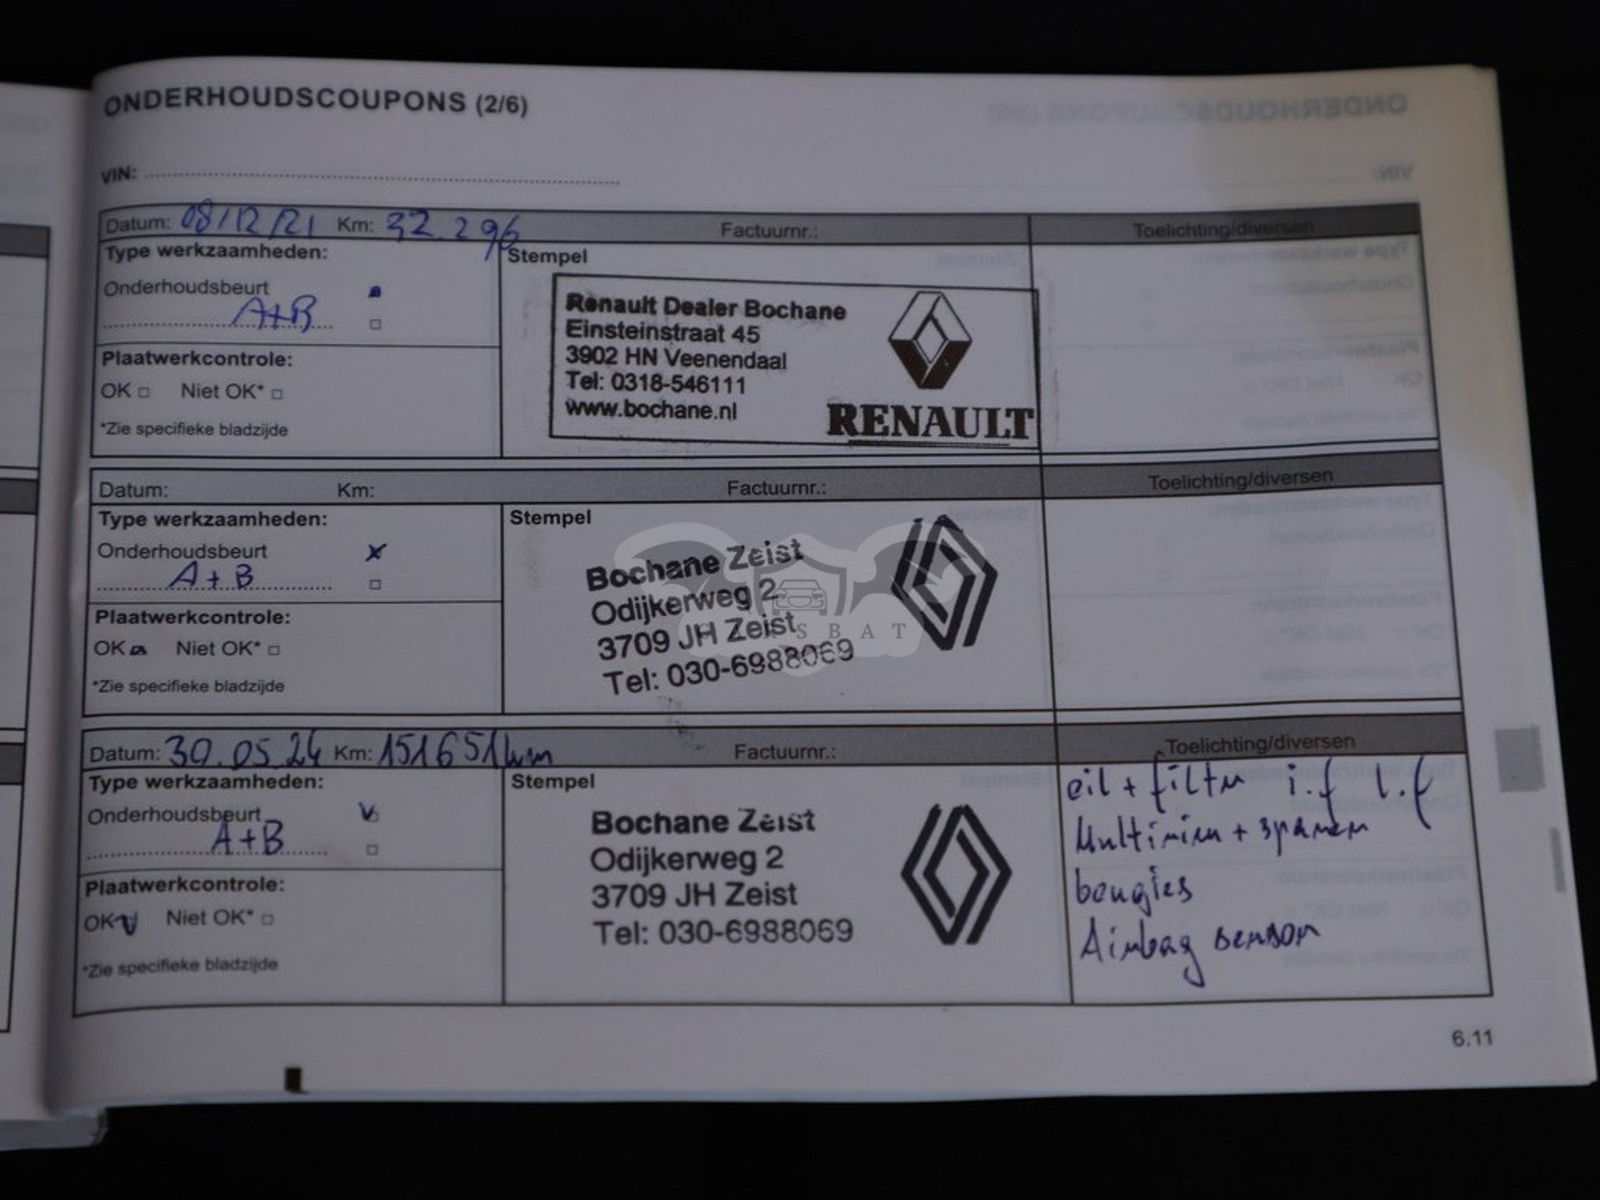 ONDERHOUDSCOUPONS (2/6)
VIN:
Datum: 08/12/21 Km: 32.296 Factuurnr.: Toelichting/diversen
Type werkzaamheden:
Onderhoudsbeurt
A+B
Plaatwerkcontrole:
OK Niet OK*
*Zie specifieke bladzijde
Stempel
Renault Dealer Bochane
Einsteinstraat 45
3902 HN Veenendaal
Tel: 0318-546111
www.bochane.nl
RENAULT
Datum: Km: Factuurnr.: Toelichting/diversen
Type werkzaamheden:
Onderhoudsbeurt
A+B
Plaatwerkcontrole:
OK Niet OK*
*Zie specifieke bladzijde
Stempel
Bochane Zeist
Odijkerweg 2
3709 JH Zeist
Tel: 030-6988069
Datum: 30.05.24 Km: 151651km Factuurnr.: Toelichting/diversen
Type werkzaamheden:
Onderhoudsbeurt
A+B
Plaatwerkcontrole:
OK Niet OK*
*Zie specifieke bladzijde
Stempel
Bochane Zeist
Odijkerweg 2
3709 JH Zeist
Tel: 030-6988069
oil + filter i.f l.f
Multiriem + spanner
bougies
Airbag sensor
6.11